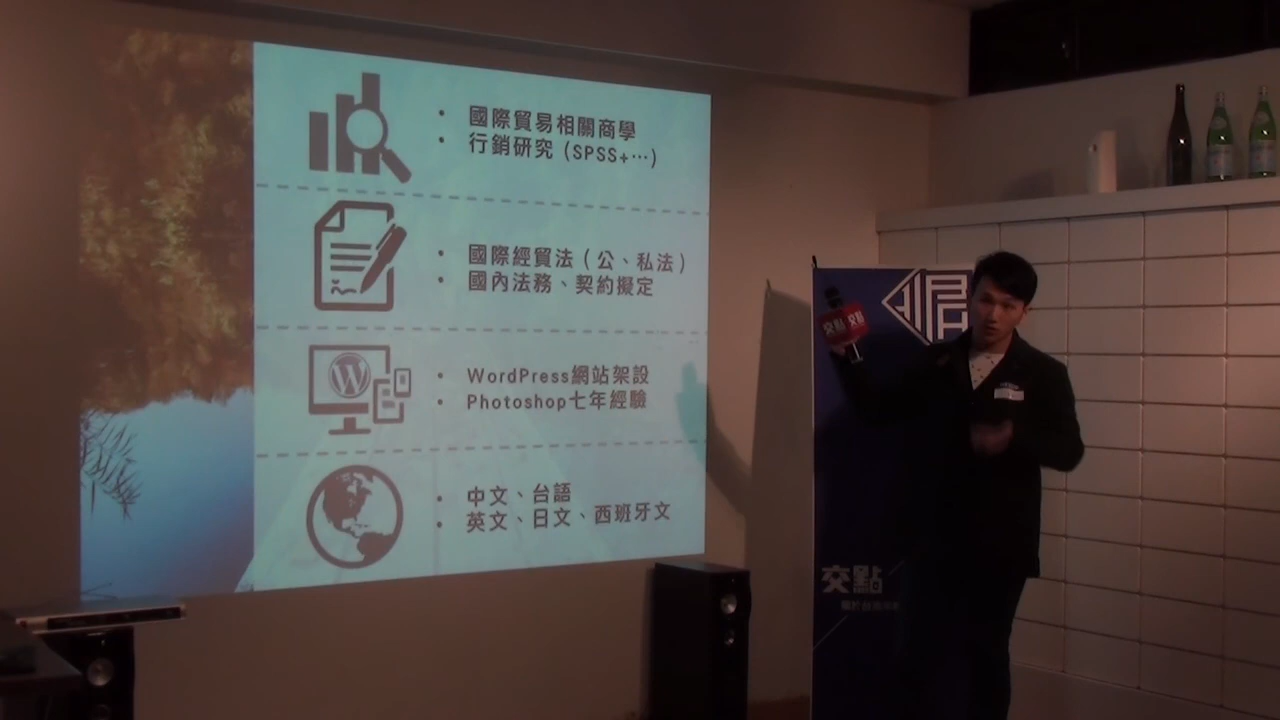 國際貿易相關商學
行銷研究 (SPSS+…)
國際經貿法（公、私法）
國內法務、契約擬定
WordPress網站架設
Photoshop七年經驗
中文、台語
英文、日文、西班牙文
交點
交點